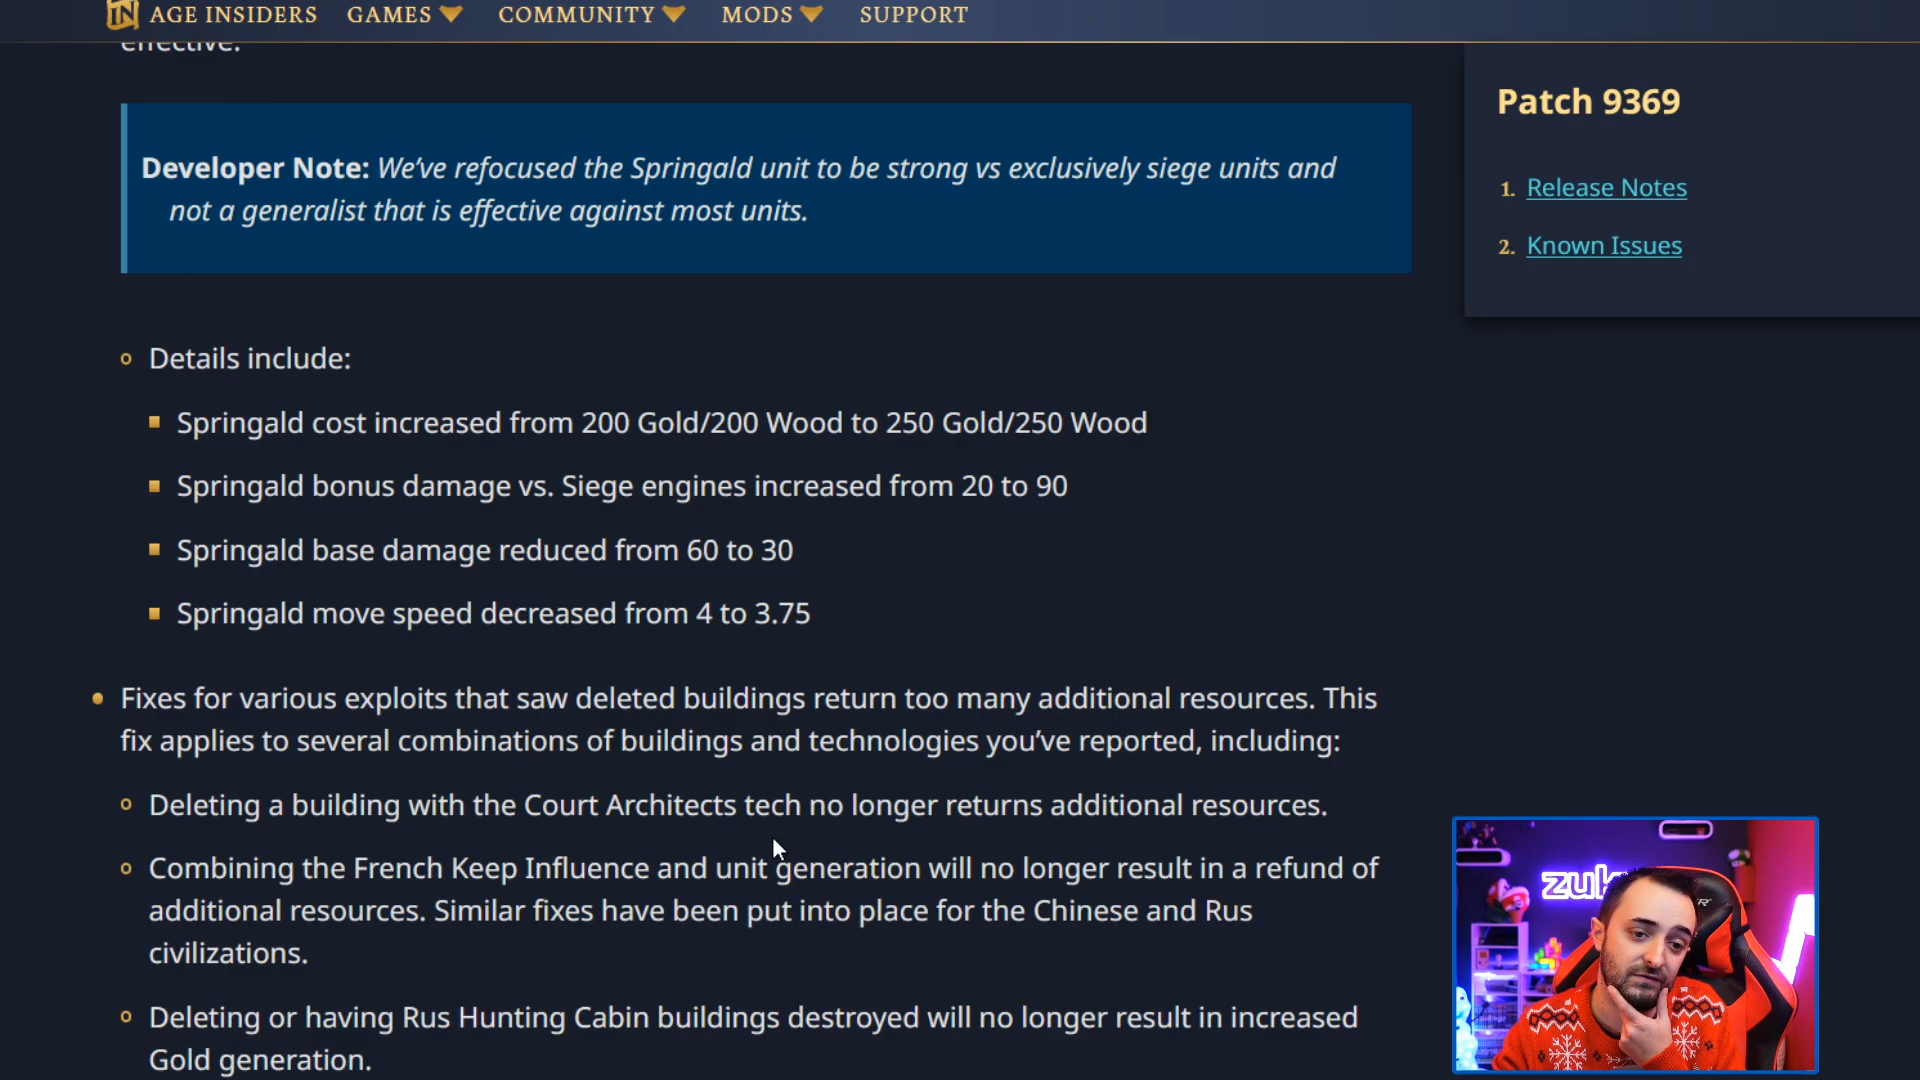 IN AGE INSIDERS GAMES COMMUNITY MODS SUPPORT
effective.
Developer Note: We've refocused the Springald unit to be strong vs exclusively siege units and
not a generalist that is effective against most units.
Patch 9369
1. Release Notes
2. Known Issues
Details include:
Springald cost increased from 200 Gold/200 Wood to 250 Gold/250 Wood
Springald bonus damage vs. Siege engines increased from 20 to 90
Springald base damage reduced from 60 to 30
Springald move speed decreased from 4 to 3.75
Fixes for various exploits that saw deleted buildings return too many additional resources. This
fix applies to several combinations of buildings and technologies you've reported, including:
Deleting a building with the Court Architects tech no longer returns additional resources.
Combining the French Keep Influence and unit generation will no longer result in a refund of
additional resources. Similar fixes have been put into place for the Chinese and Rus
civilizations.
Deleting or having Rus Hunting Cabin buildings destroyed will no longer result in increased
Gold generation.